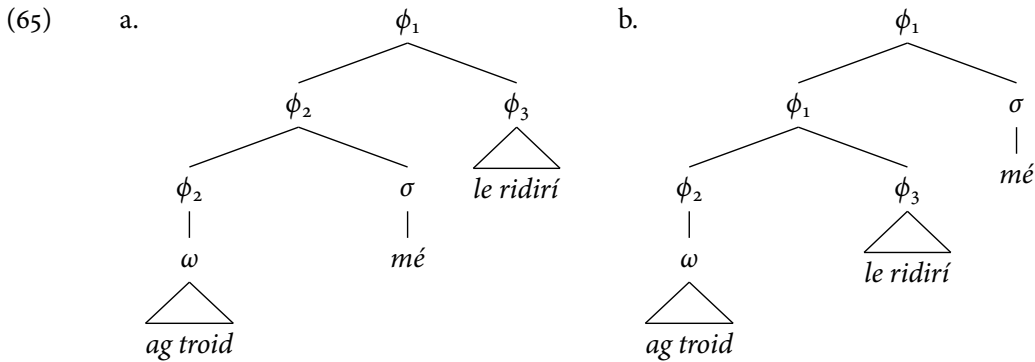 (65) a. ϕ₁ b. ϕ₁
ϕ₂ ϕ₃ ϕ₁ σ
le ridirí mé
ϕ₂ σ ϕ₂ ϕ₃
ω mé ω le ridirí
ag troid ag troid